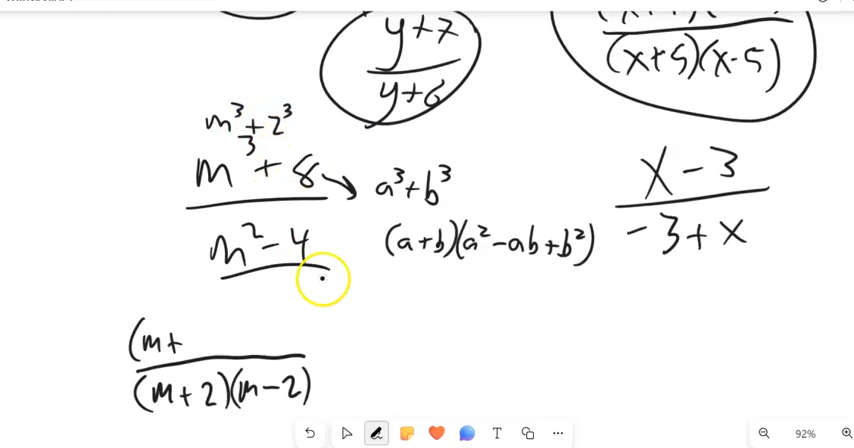 y+7
y+6
(x+5)(x-5)
m³+2³
m³+8
m²-4
a³+b³
(a+b)(a²-ab+b²)
x-3
-3+x
(m+
(m+2)(m-2)
T
92%